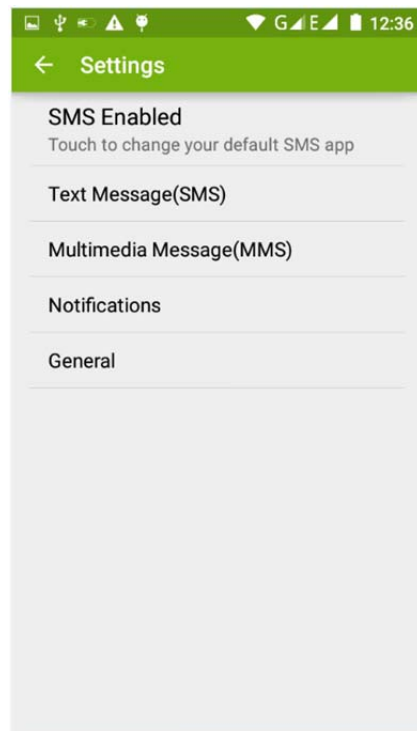 G E 12:36
Settings
SMS Enabled
Touch to change your default SMS app
Text Message(SMS)
Multimedia Message(MMS)
Notifications
General